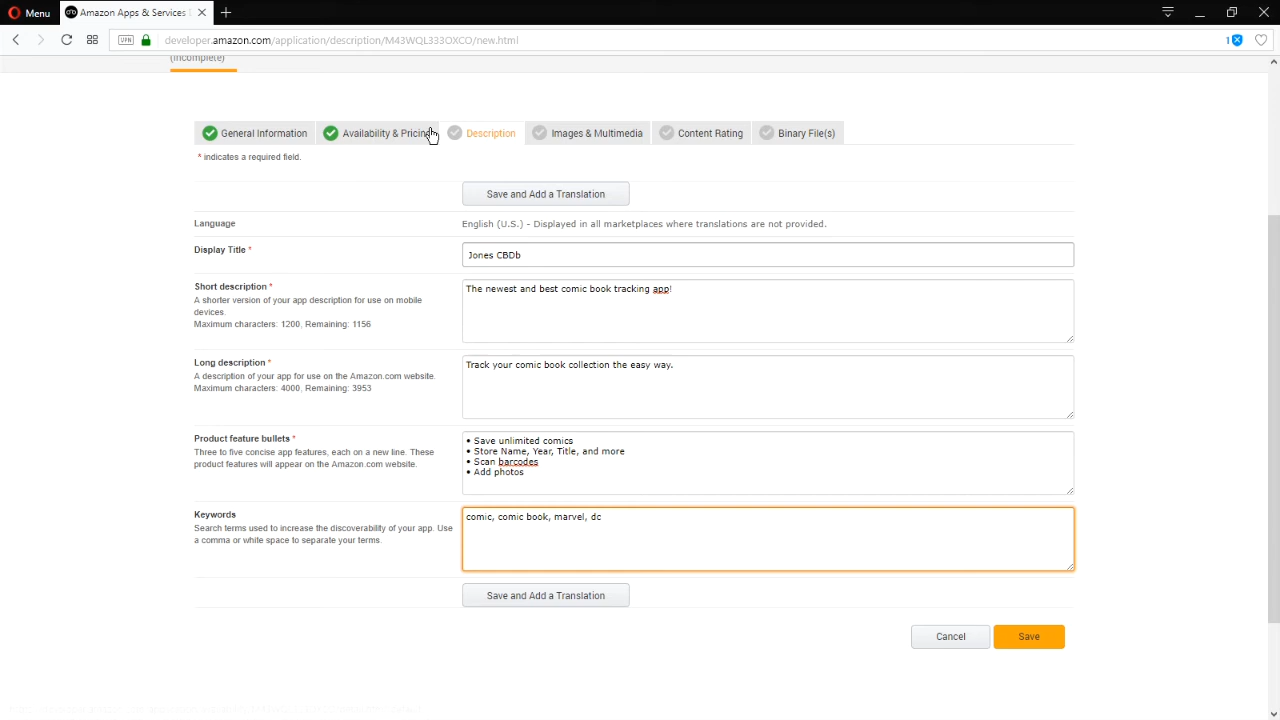 Menu
Amazon Apps & Services
VPN
developer.amazon.com/application/description/M43WQL333OXCO/new.html
1
(Incomplete)
General Information
Availability & Pricing
Description
Images & Multimedia
Content Rating
Binary File(s)
* indicates a required field.
Save and Add a Translation
Language
English (U.S.) - Displayed in all marketplaces where translations are not provided.
Display Title *
Jones CBDb
Short description *
A shorter version of your app description for use on mobile
devices.
Maximum characters: 1200, Remaining: 1156
The newest and best comic book tracking app!
Long description *
A description of your app for use on the Amazon.com website.
Maximum characters: 4000, Remaining: 3953
Track your comic book collection the easy way.
Product feature bullets *
Three to five concise app features, each on a new line. These
product features will appear on the Amazon.com website.
• Save unlimited comics
• Store Name, Year, Title, and more
• Scan barcodes
• Add photos
Keywords
Search terms used to increase the discoverability of your app. Use
a comma or white space to separate your terms.
comic, comic book, marvel, dc
Save and Add a Translation
Cancel
Save